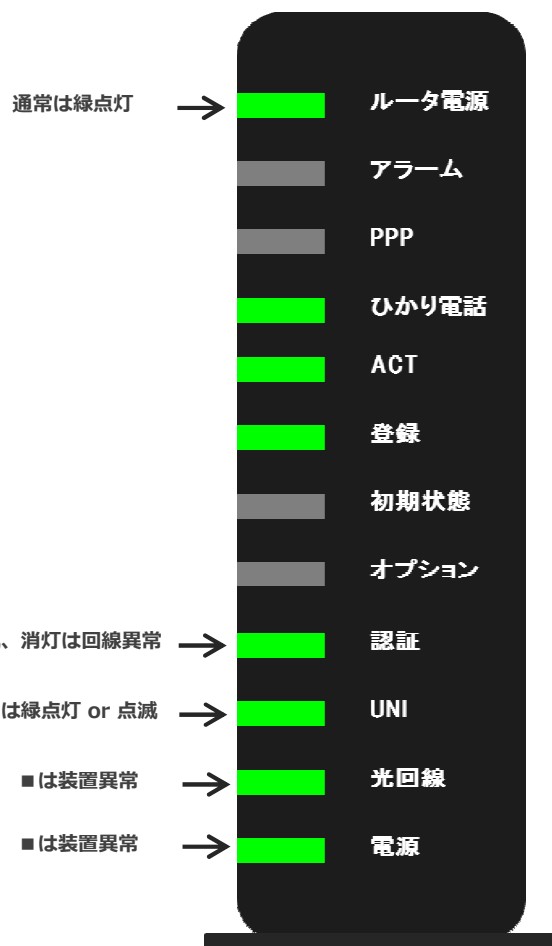 通常は緑点灯
ルータ電源
アラーム
PPP
ひかり電話
ACT
登録
初期状態
オプション
、消灯は回線異常
認証
は緑点灯 or 点滅
UNI
■は装置異常
光回線
■は装置異常
電源